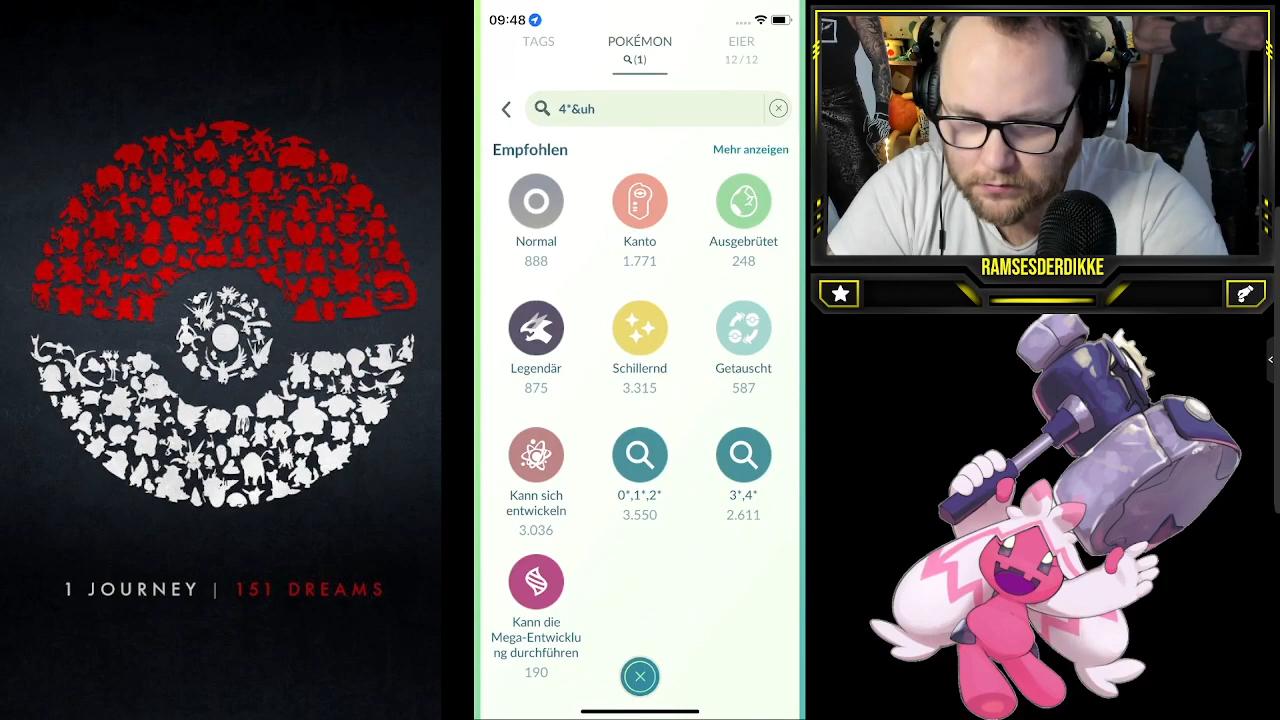 09:48
TAGS
POKÉMON
(1)
EIER
12/12
4*&uh
Empfohlen
Mehr anzeigen
Normal
888
Kanto
1.771
Ausgebrütet
248
Legendär
875
Schillernd
3.315
Getauscht
587
Kann sich
entwickeln
3.036
0*,1*,2*
3.550
3*,4*
2.611
Kann die
Mega-Entwicklu
ng durchführen
190
1 JOURNEY | 151 DREAMS
RAMSESDERDIKKE